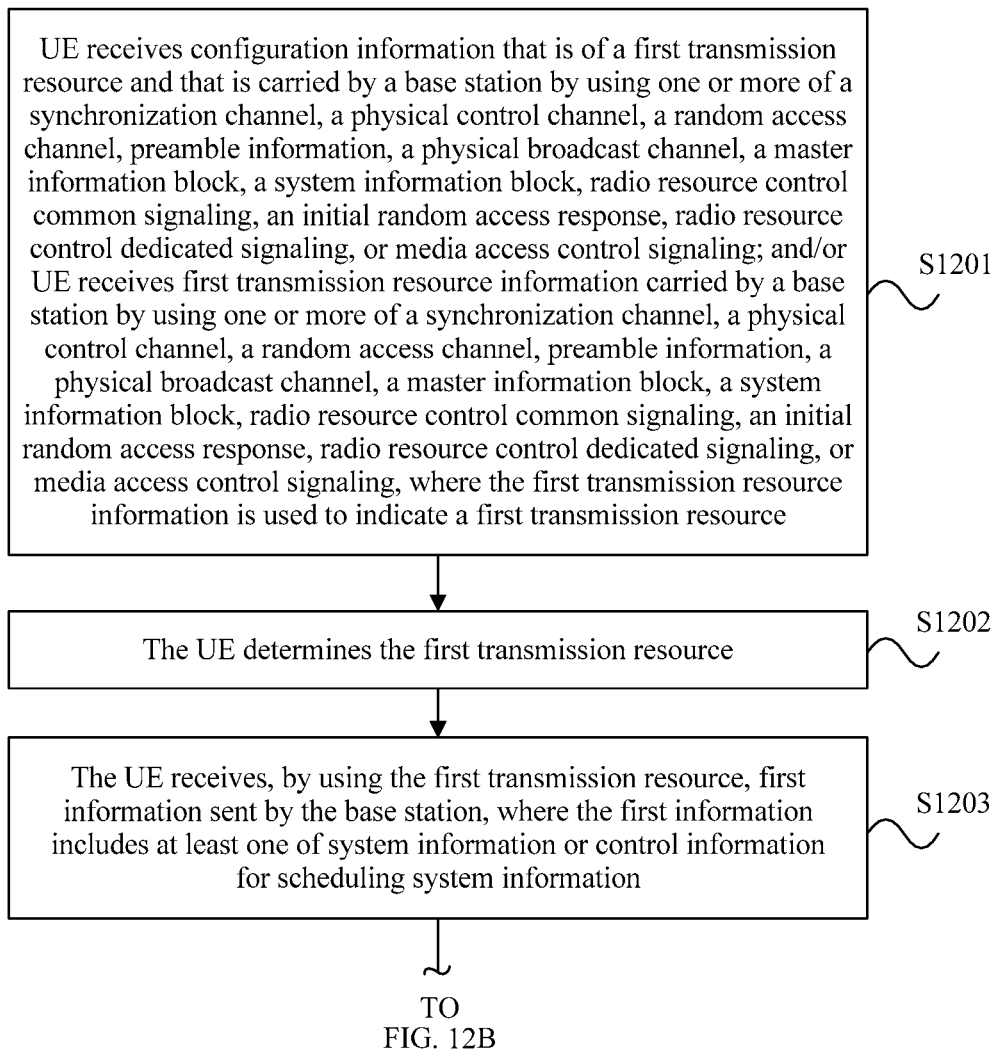 UE receives configuration information that is of a first transmission
resource and that is carried by a base station by using one or more of a
synchronization channel, a physical control channel, a random access
channel, preamble information, a physical broadcast channel, a master
information block, a system information block, radio resource control
common signaling, an initial random access response, radio resource
control dedicated signaling, or media access control signaling; and/or
UE receives first transmission resource information carried by a base
station by using one or more of a synchronization channel, a physical
control channel, a random access channel, preamble information, a
physical broadcast channel, a master information block, a system
information block, radio resource control common signaling, an initial
random access response, radio resource control dedicated signaling, or
media access control signaling, where the first transmission resource
information is used to indicate a first transmission resource
S1201
The UE determines the first transmission resource
S1202
The UE receives, by using the first transmission resource, first
information sent by the base station, where the first information
includes at least one of system information or control information
for scheduling system information
S1203
TO
FIG. 12B